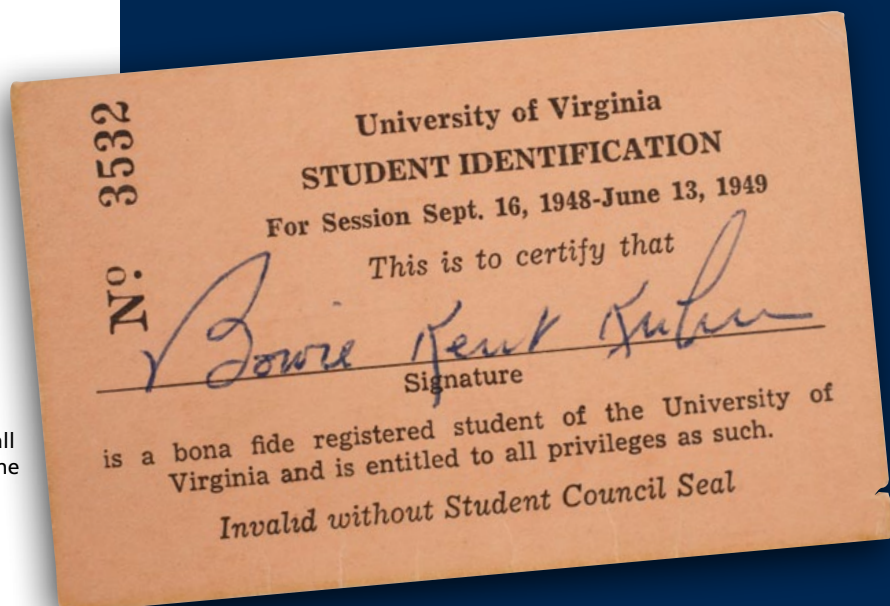 all
he
No. 3532
University of Virginia
STUDENT IDENTIFICATION
For Session Sept. 16, 1948-June 13, 1949
This is to certify that
Bowie Kent Kuhn
Signature
is a bona fide registered student of the University of
Virginia and is entitled to all privileges as such.
Invalid without Student Council Seal